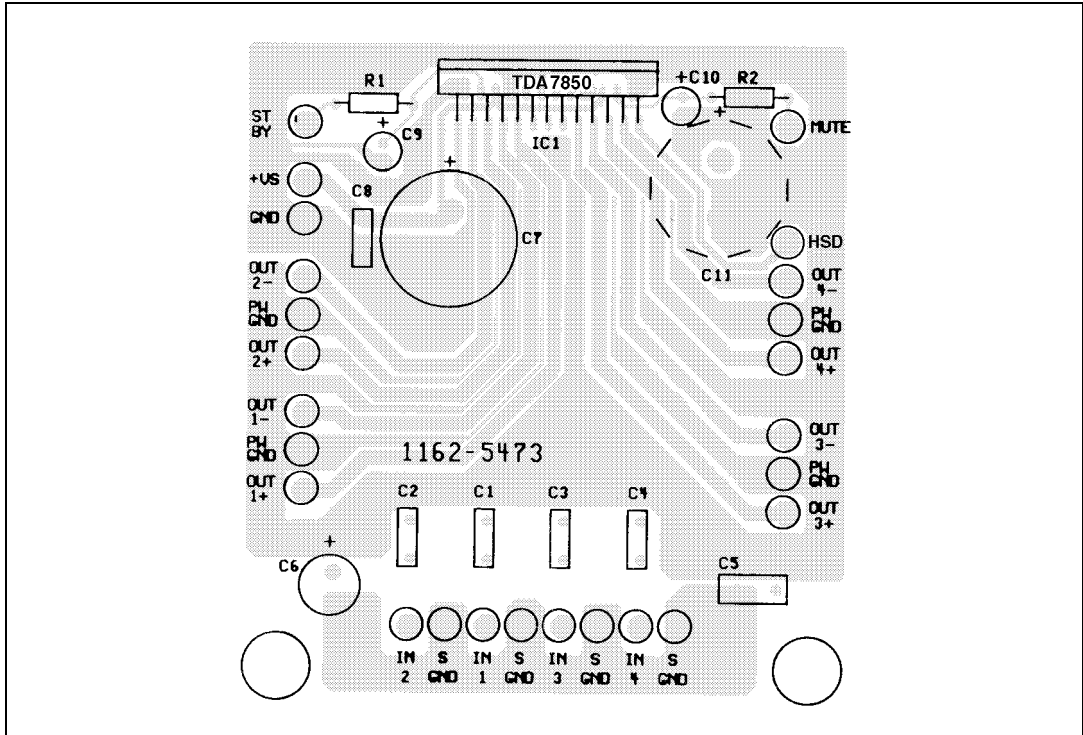 TDA7850
+
C10
R2
R1
+
ST
BY
+
C9
IC1
MUTE
+VS
+
C8
GND
C7
HSD
C11
OUT
2-
OUT
4-
PW
GND
PW
GND
OUT
2+
OUT
4+
OUT
1-
OUT
3-
PW
GND
1162-5473
PW
GND
OUT
1+
C2
C1
C3
C4
OUT
3+
+
C6
C5
IN
2
S
GND
IN
1
S
GND
IN
3
S
GND
IN
4
S
GND